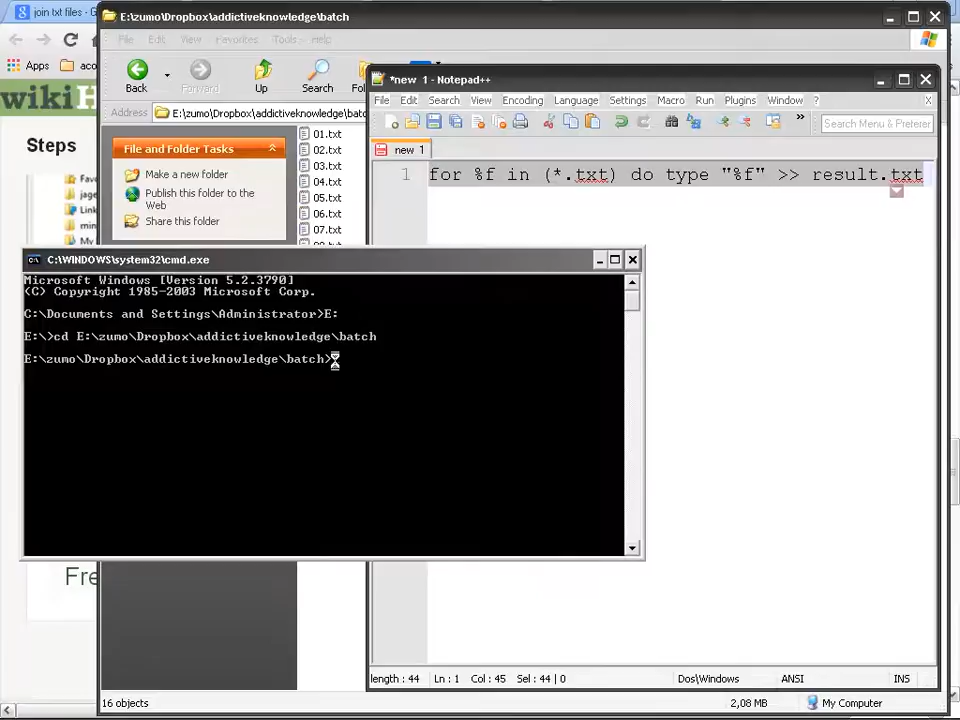 join txt files - G
E:\zumo\Dropbox\addictiveknowledge\batch
File Edit View Favorites Tools Help
Apps
Back Forward Up Search
Address E:\zumo\Dropbox\addictiveknowledge\batc
wikiH
Steps
File and Folder Tasks
Make a new folder
Publish this folder to the
Web
Share this folder
01.txt
02.txt
03.txt
04.txt
05.txt
06.txt
07.txt
Link
My
*new 1 - Notepad++
File Edit Search View Encoding Language Settings Macro Run Plugins Window ? X
Search Menu & Preferer
new 1
1 for %f in (*.txt) do type "%f" >> result.txt
C:\WINDOWS\system32\cmd.exe
Microsoft Windows [Version 5.2.3790]
(C) Copyright 1985-2003 Microsoft Corp.
C:\Documents and Settings\Administrator>E:
E:\>cd E:\zumo\Dropbox\addictiveknowledge\batch
E:\zumo\Dropbox\addictiveknowledge\batch>
Fre
length : 44 Ln : 1 Col : 45 Sel : 44 | 0 Dos\Windows ANSI INS
16 objects 2,08 MB My Computer